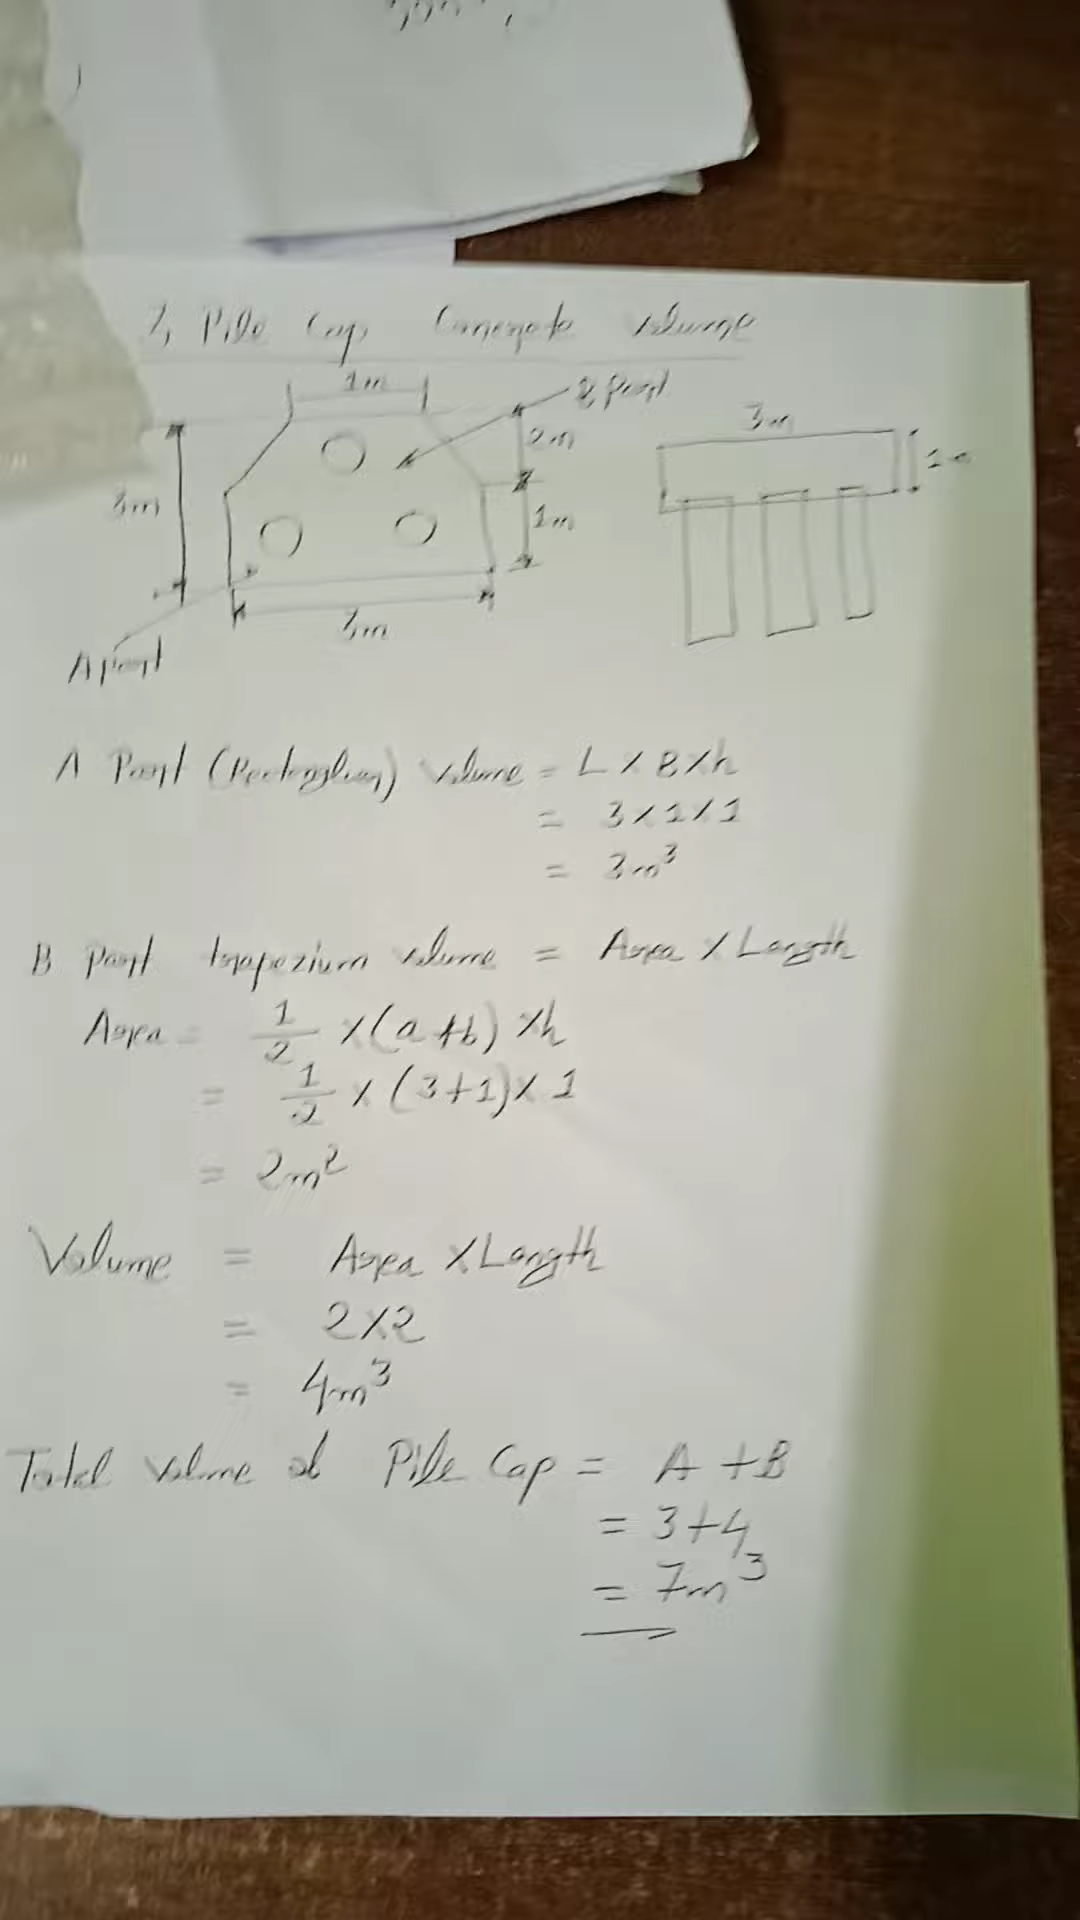 7, Pile Cap Concrete Volume
1m
B Part
3m
2m
1m
3m
A Part
3m
1m
A Part (Rectangular) Volume = L x B x h
= 3 x 1 x 1
= 3m³
B Part trapezium volume = Area x Length
Area = 1/2 x (a + b) x h
= 1/2 x (3+1) x 1
= 2m²
Volume = Area x Length
= 2x2
= 4m³
Total volume of Pile Cap = A + B
= 3+4
= 7m³